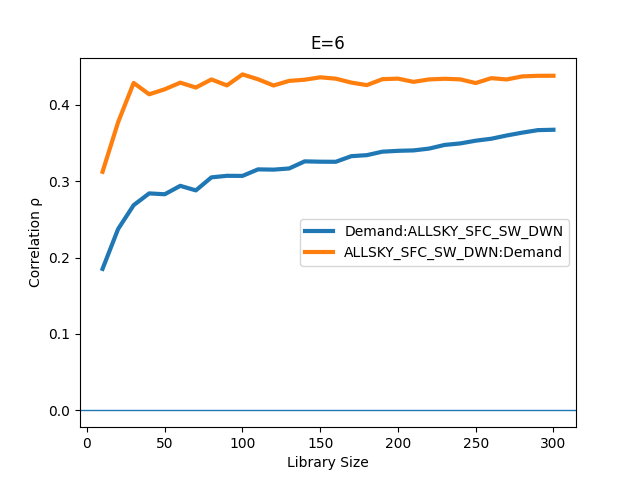 E=6
Correlation ρ
0.4
0.3
0.2
0.1
0.0
Demand:ALLSKY_SFC_SW_DWN
ALLSKY_SFC_SW_DWN:Demand
0 50 100 150 200 250 300
Library Size